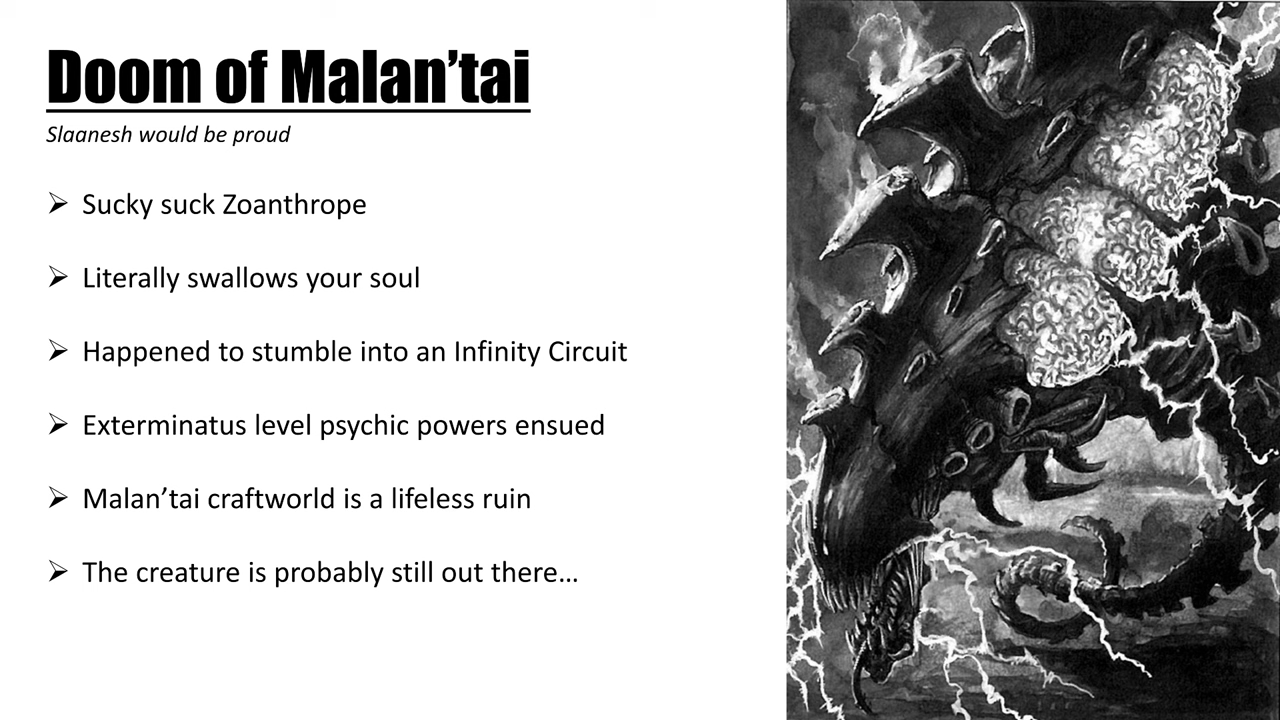 Doom of Malan’tai
Slaanesh would be proud
➢ Sucky suck Zoanthrope
➢ Literally swallows your soul
➢ Happened to stumble into an Infinity Circuit
➢ Exterminatus level psychic powers ensued
➢ Malan’tai craftworld is a lifeless ruin
➢ The creature is probably still out there…